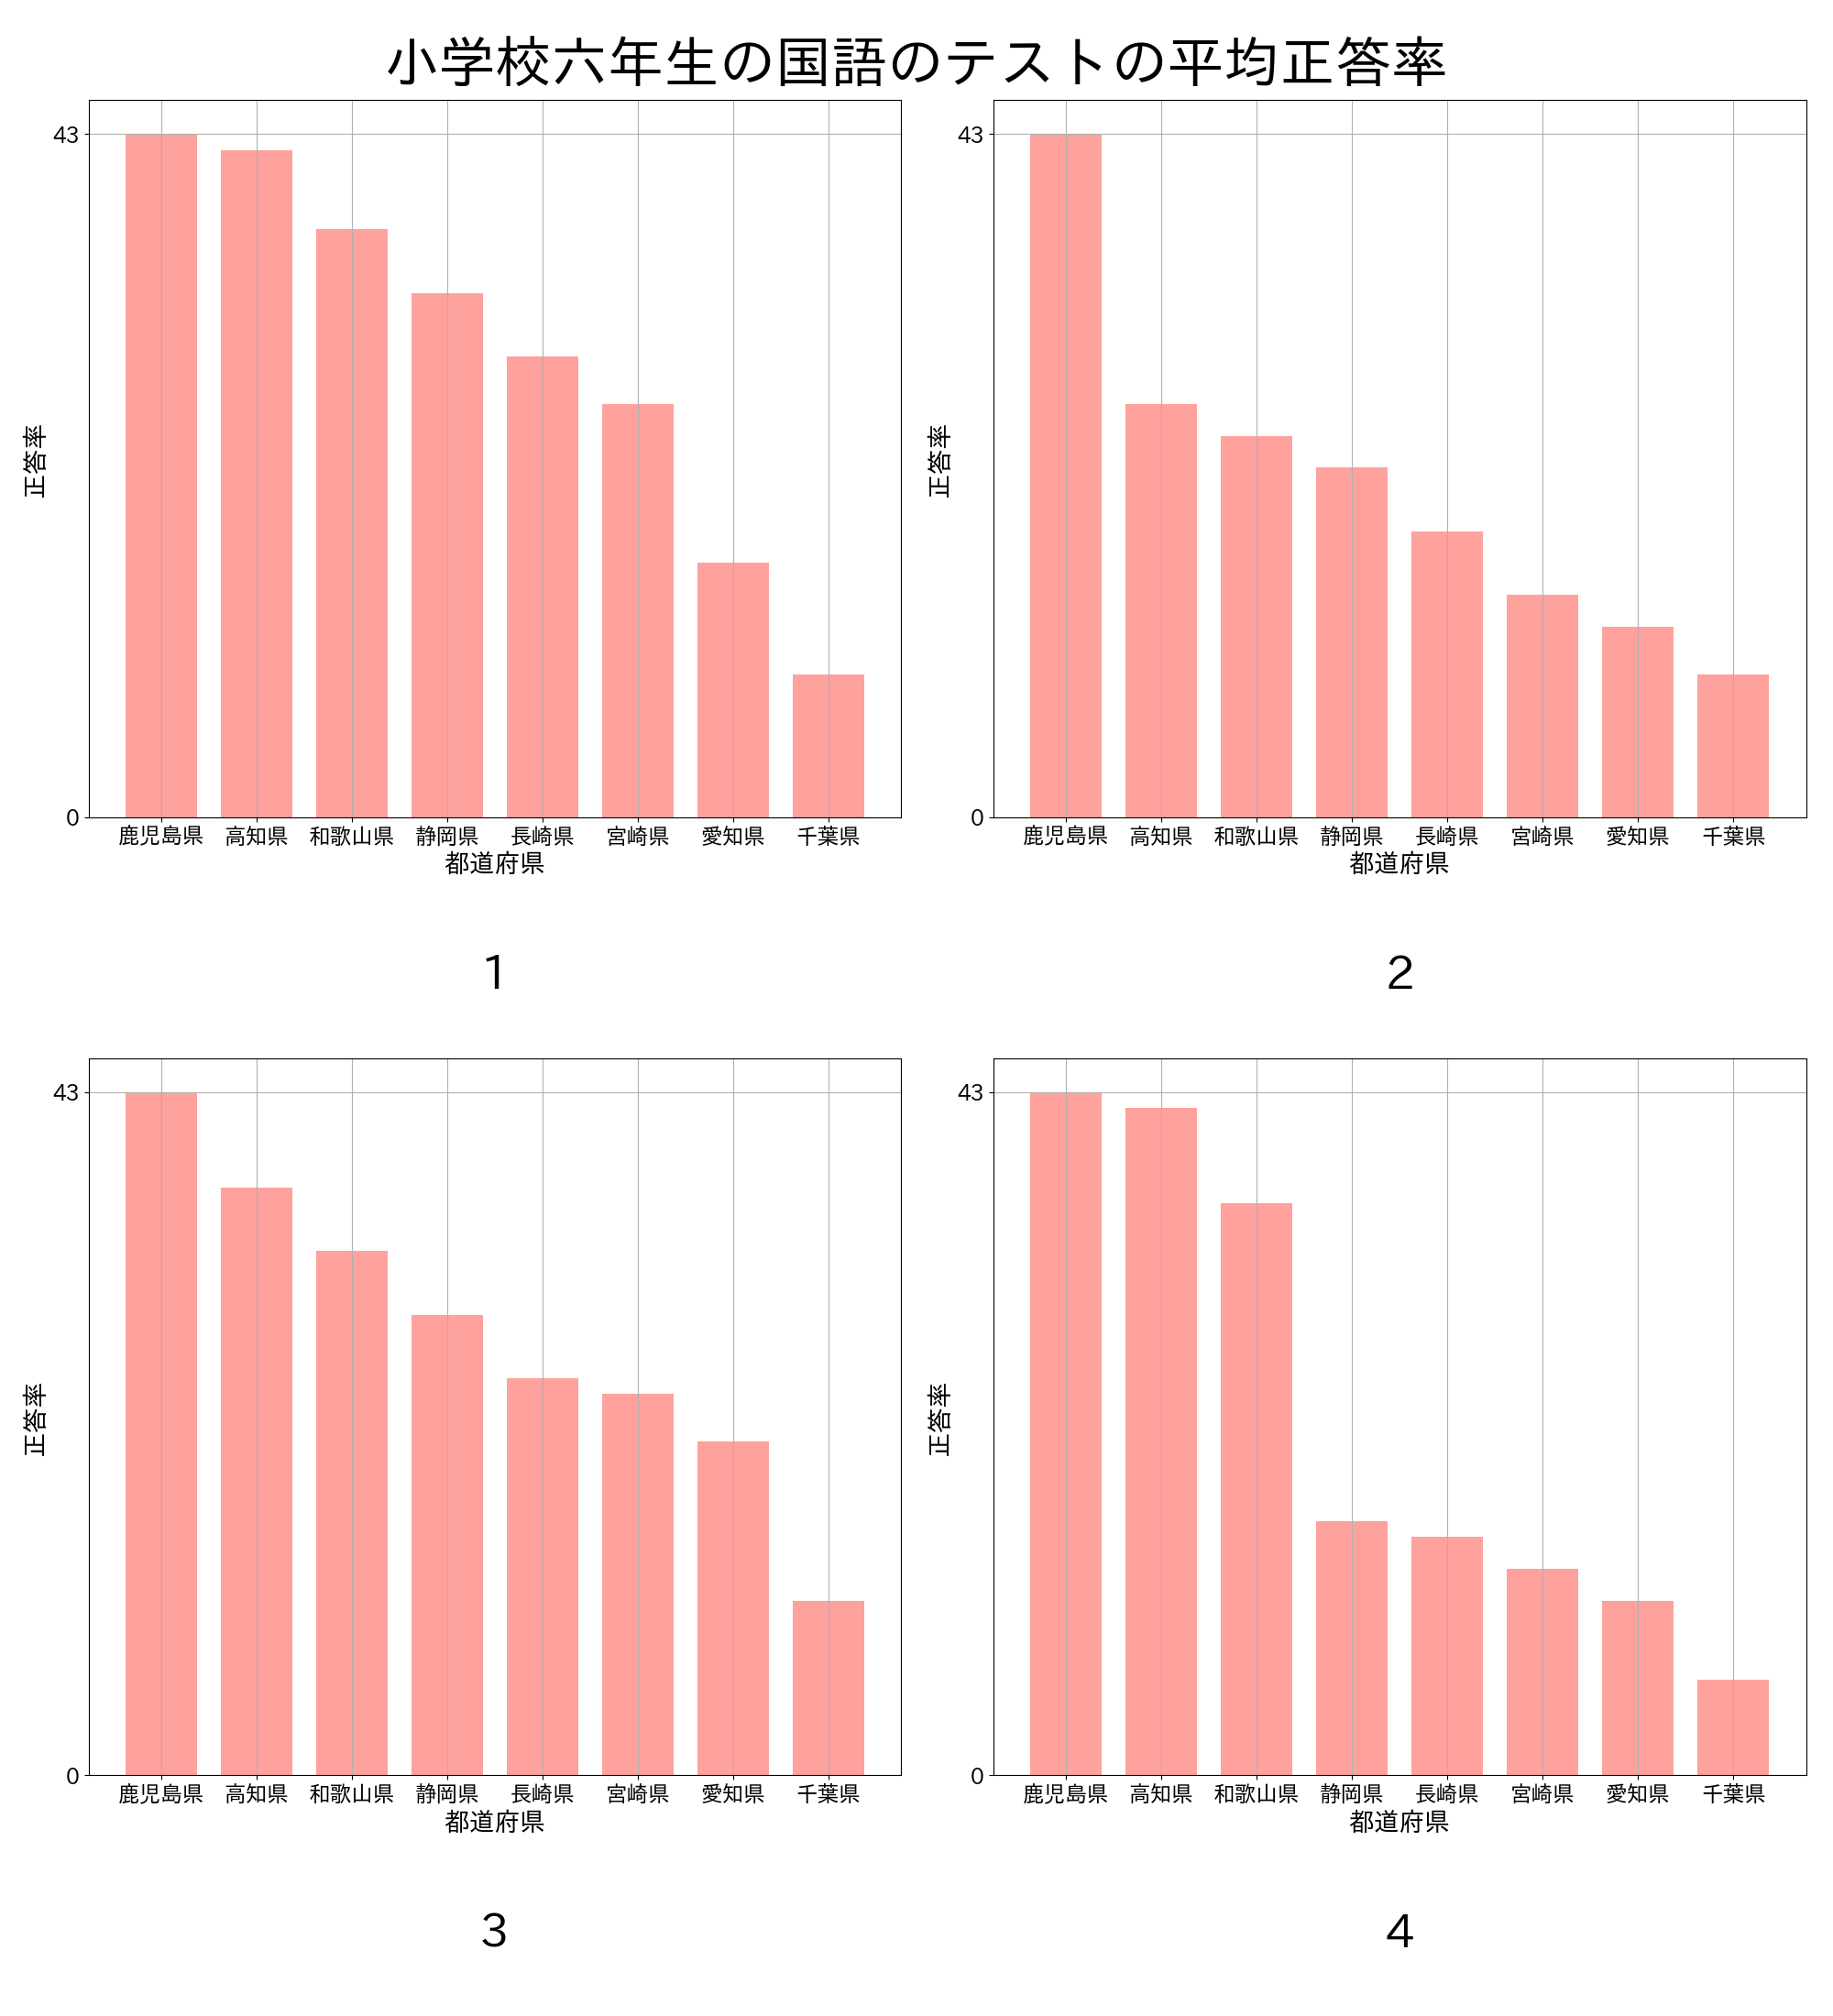 小学校六年生の国語のテストの平均正答率
43
0
正答率
鹿児島県 高知県 和歌山県 静岡県 長崎県 宮崎県 愛知県 千葉県
都道府県
1
43
0
正答率
鹿児島県 高知県 和歌山県 静岡県 長崎県 宮崎県 愛知県 千葉県
都道府県
2
43
0
正答率
鹿児島県 高知県 和歌山県 静岡県 長崎県 宮崎県 愛知県 千葉県
都道府県
3
43
0
正答率
鹿児島県 高知県 和歌山県 静岡県 長崎県 宮崎県 愛知県 千葉県
都道府県
4